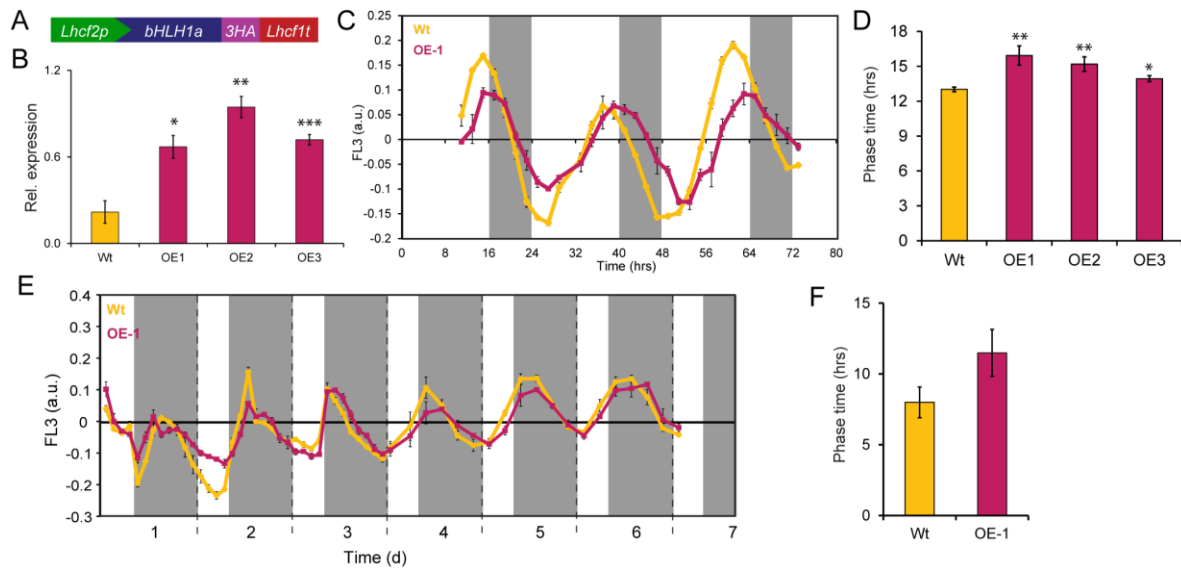 A
Lhcf2p bHLH1a 3HA Lhcf1t
B
Rel. expression
1.2
0.6
0.0
*
**
***
Wt OE1 OE2 OE3
C
FL3 (a.u.)
0.25
0.2
0.15
0.1
0.05
0
-0.05
-0.1
-0.15
-0.2
Wt
OE-1
0 8 16 24 32 40 48 56 64 72 80
Time (hrs)
D
Phase time (hrs)
18
15
12
9
6
3
0
**
**
*
Wt OE1 OE2 OE3
E
FL3 (a.u.)
0.4
0.3
0.2
0.1
0
-0.1
-0.2
-0.3
Wt
OE-1
1 2 3 4 5 6 7
Time (d)
F
Phase time (hrs)
15
10
5
0
Wt OE-1